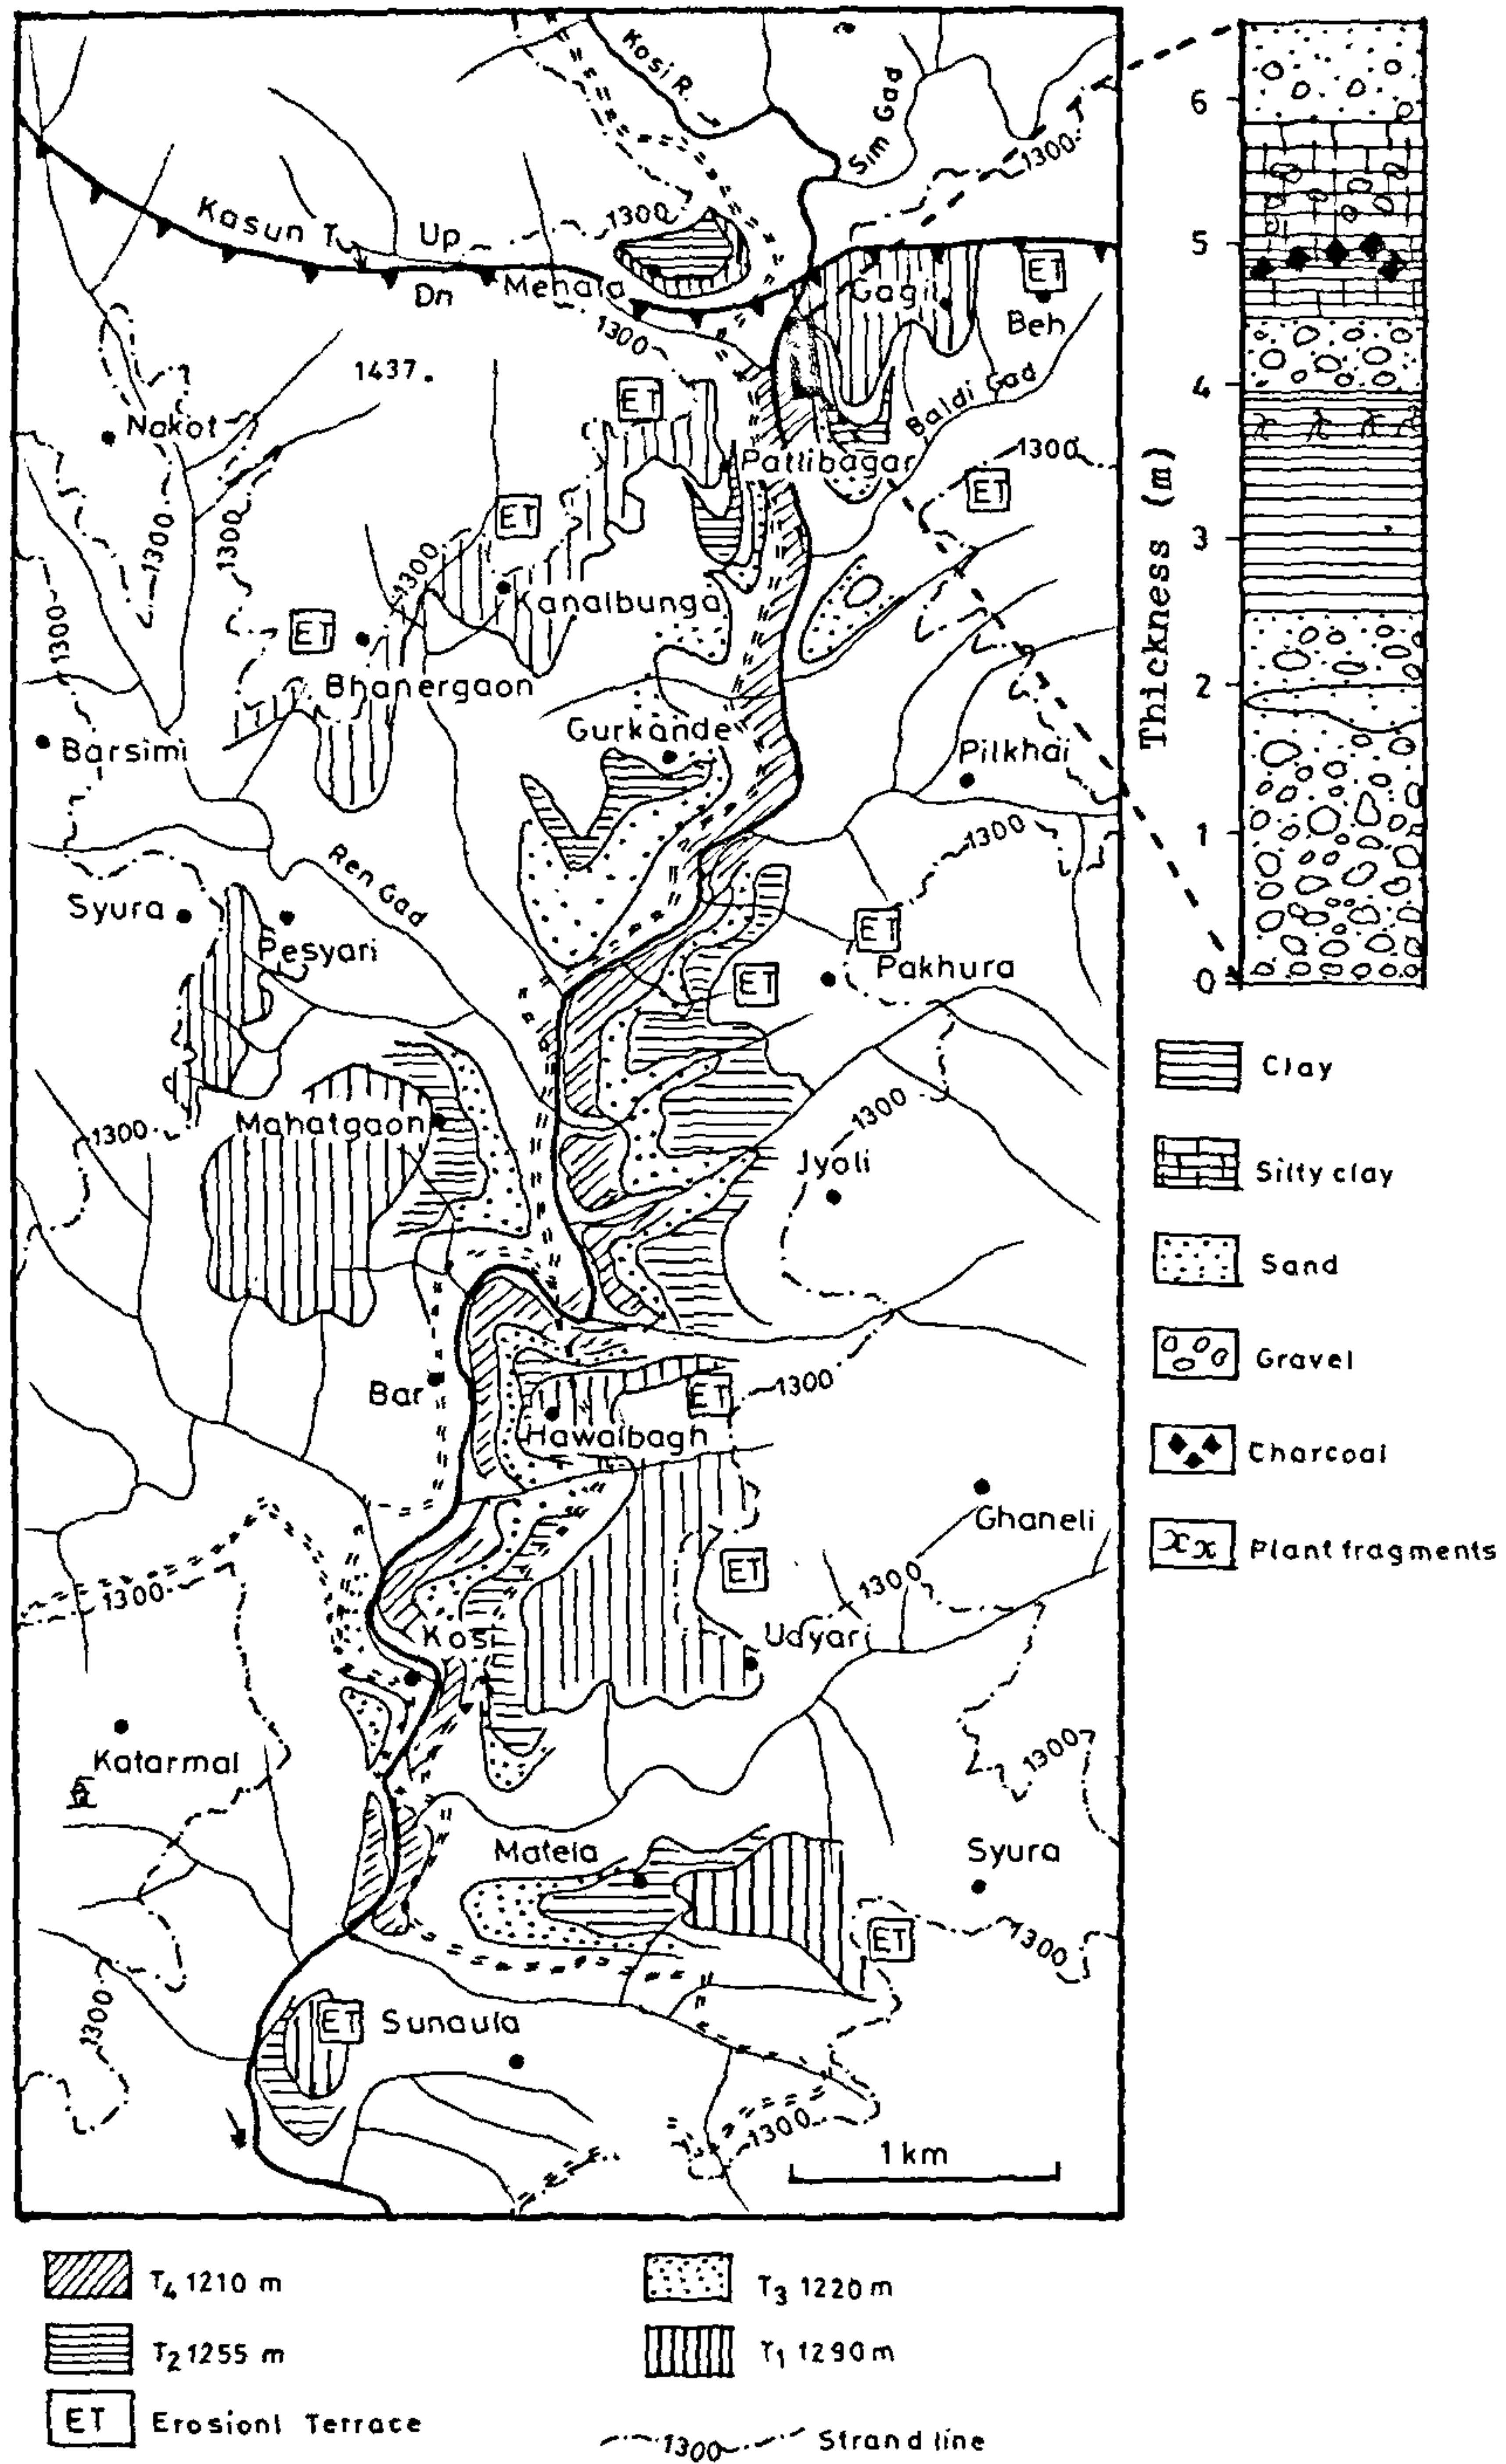 Kosi R.
Sim Gad
1300
1300
Kasun T.
Up
Dn
Mehala
1300
Gagil
ET
Beh
1437.
ET
Nakot
Baldi Gad
Patlibagar
1300
ET
ET
1300
1300
1300
Kanalbunga
ET
1300
Bhanergaon
Gurkande
Barsimi
Pilkhai
1300
Ren Gad
Syura
Pesyari
ET
Pakhura
ET
1300
Mahatgaon
1300
Jyoli
Bar
ET
1300
Hawalbagh
Ghaneli
ET
1300
1300
Kosi
Udyari
Katarmal
1300
Matela
Syura
ET
1300
1300
ET
Sunaula
1300
1 km
Thickness (m)
6
5
4
3
2
1
0
Clay
Silty clay
Sand
Gravel
Charcoal
Plant fragments
T4 1210 m
T3 1220 m
T2 1255 m
T1 1290 m
ET Erosionl Terrace
1300 Strand line